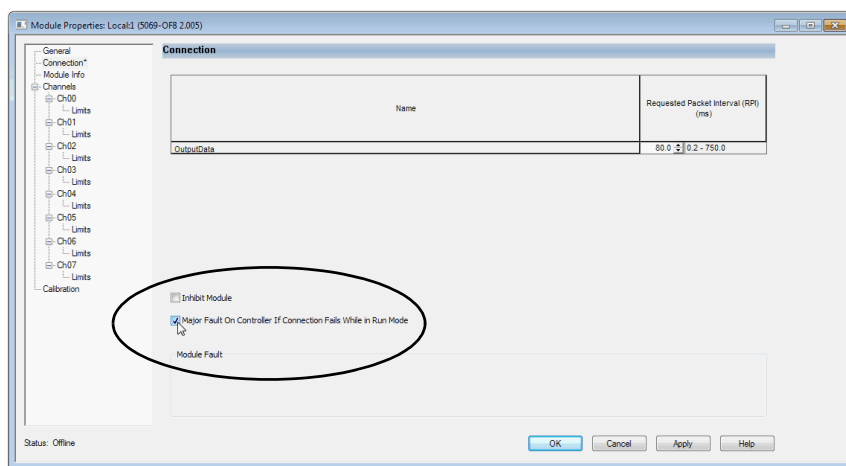 Module Properties: Local:1 (5069-OF8 2.005)
General
Connection*
Module Info
Channels
Ch00
Limits
Ch01
Limits
Ch02
Limits
Ch03
Limits
Ch04
Limits
Ch05
Limits
Ch06
Limits
Ch07
Limits
Calibration
Connection
Name
Requested Packet Interval (RPI)
(ms)
OutputData 80.0 0.2 - 750.0
Inhibit Module
Major Fault On Controller If Connection Fails While in Run Mode
Module Fault
Status: Offline
OK Cancel Apply Help